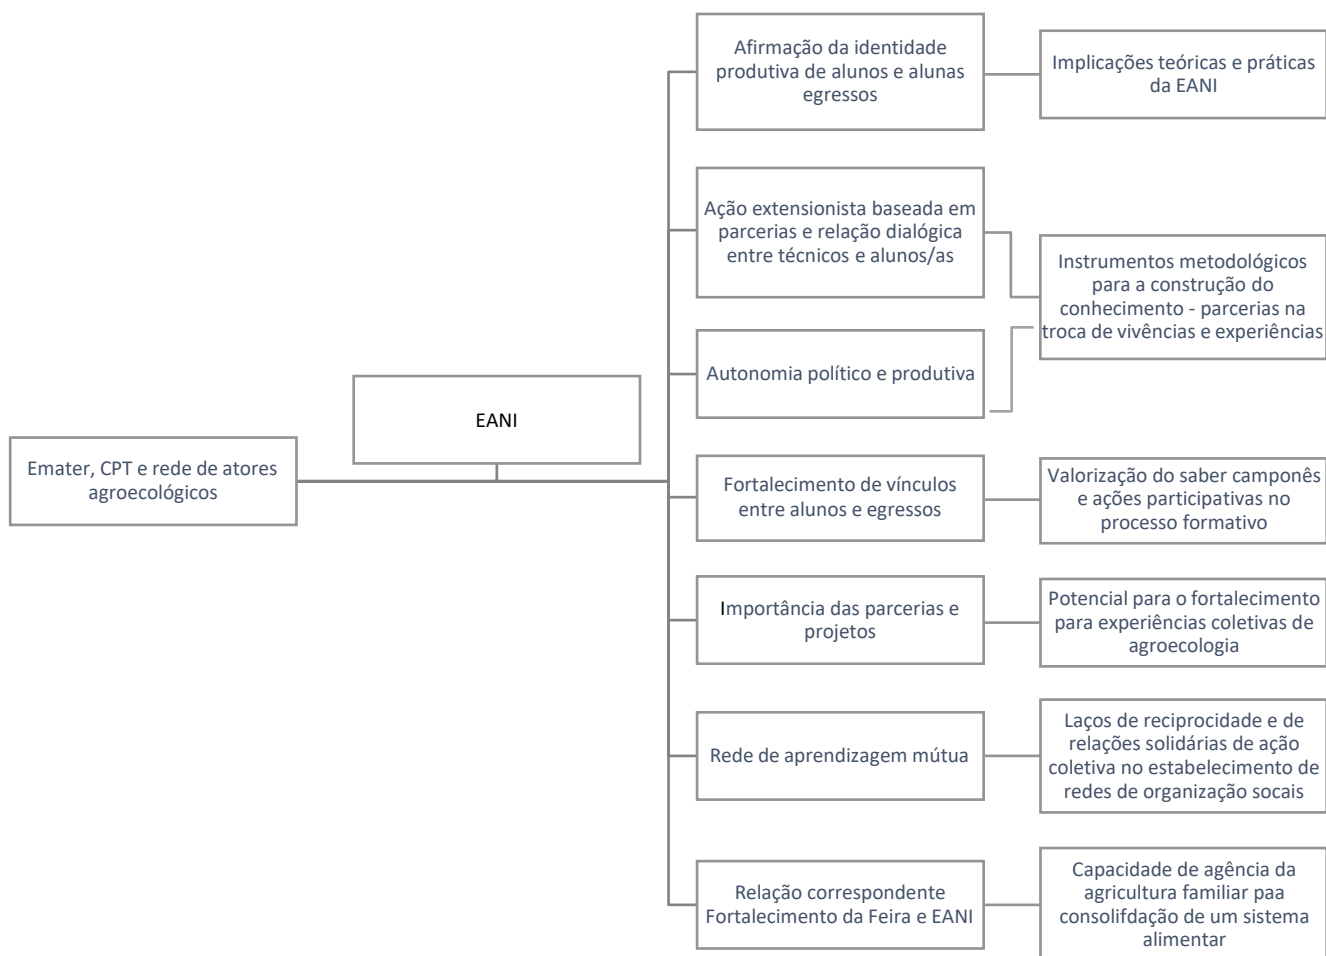 Emater, CPT e rede de atores
agroecológicos
EANI
Afirmação da identidade
produtiva de alunos e alunas
egressos
Implicações teóricas e práticas
da EANI
Ação extensionista baseada em
parcerias e relação dialógica
entre técnicos e alunos/as
Autonomia político e produtiva
Instrumentos metodológicos
para a construção do
conhecimento - parcerias na
troca de vivências e experiências
Fortalecimento de vínculos
entre alunos e egressos
Valorização do saber camponês
e ações participativas no
processo formativo
Importância das parcerias e
projetos
Potencial para o fortalecimento
para experiências coletivas de
agroecologia
Rede de aprendizagem mútua
Laços de reciprocidade e de
relações solidárias de ação
coletiva no estabelecimento de
redes de organização socais
Relação correspondente
Fortalecimento da Feira e EANI
Capacidade de agência da
agricultura familiar paa
consolifdação de um sistema
alimentar